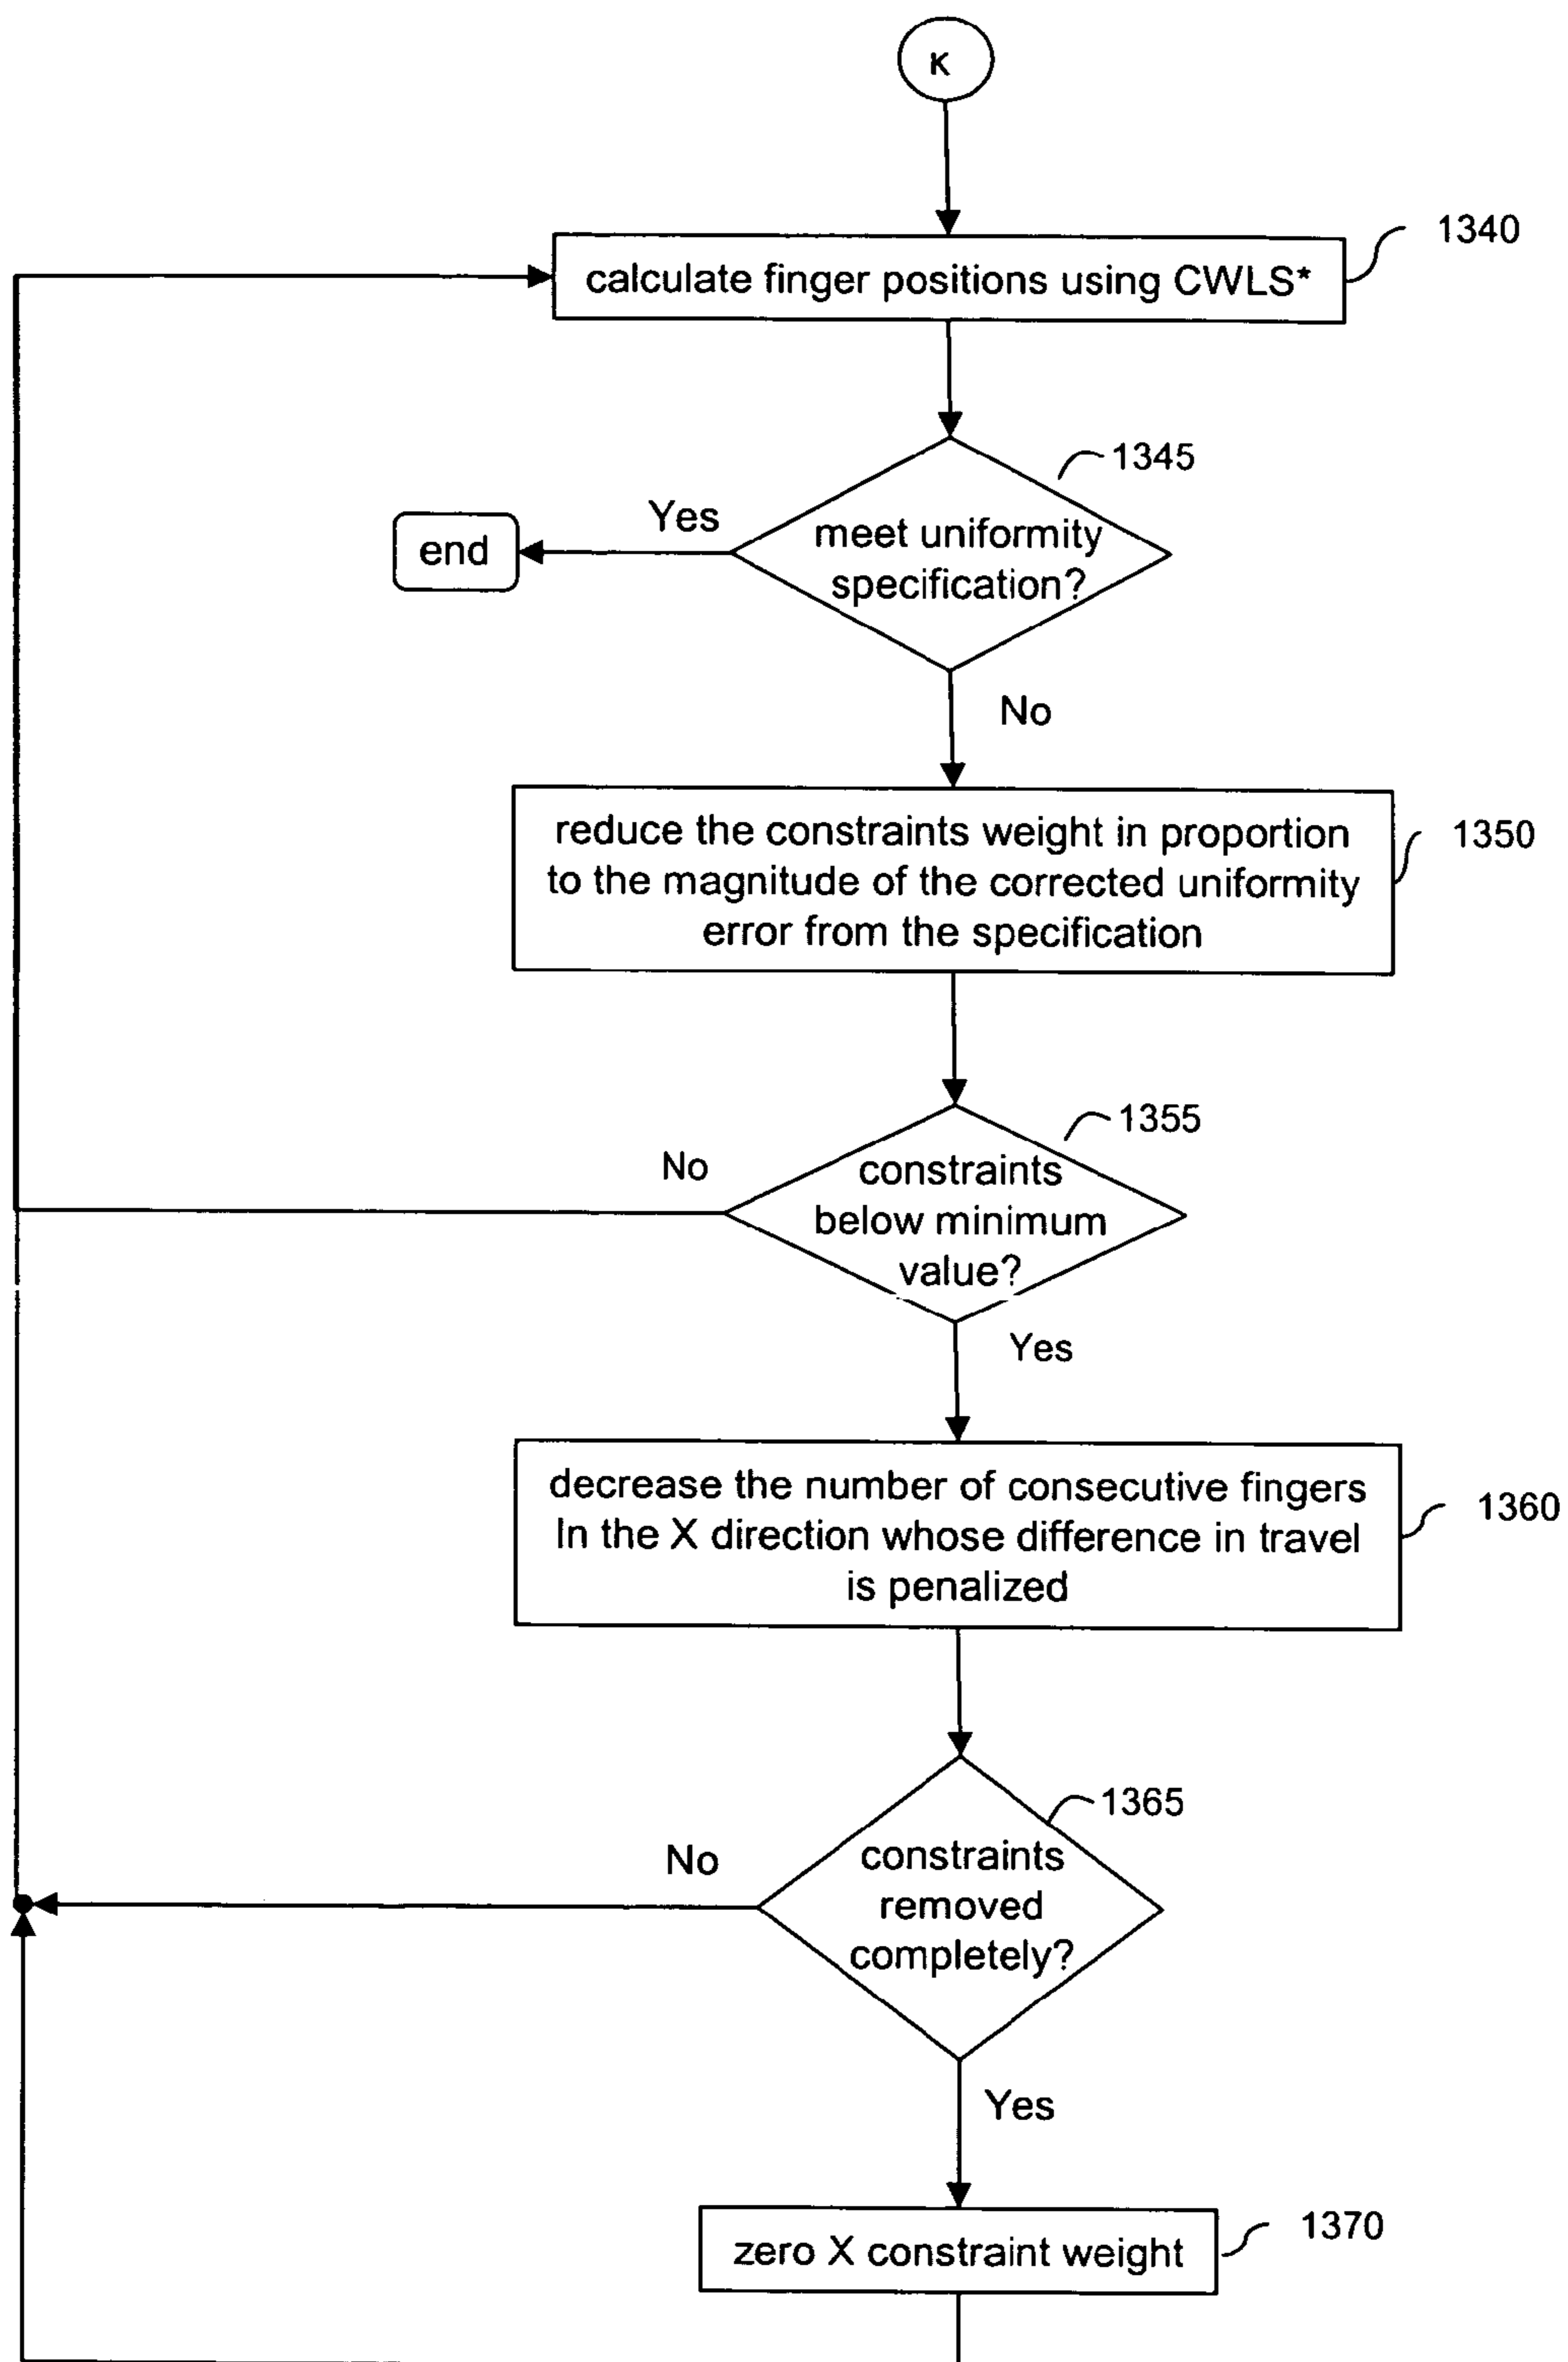 K
1340
calculate finger positions using CWLS*
1345
Yes
end
meet uniformity
specification?
No
reduce the constraints weight in proportion
to the magnitude of the corrected uniformity
error from the specification
1350
1355
No
constraints
below minimum
value?
Yes
decrease the number of consecutive fingers
In the X direction whose difference in travel
is penalized
1360
1365
No
constraints
removed
completely?
Yes
zero X constraint weight
1370